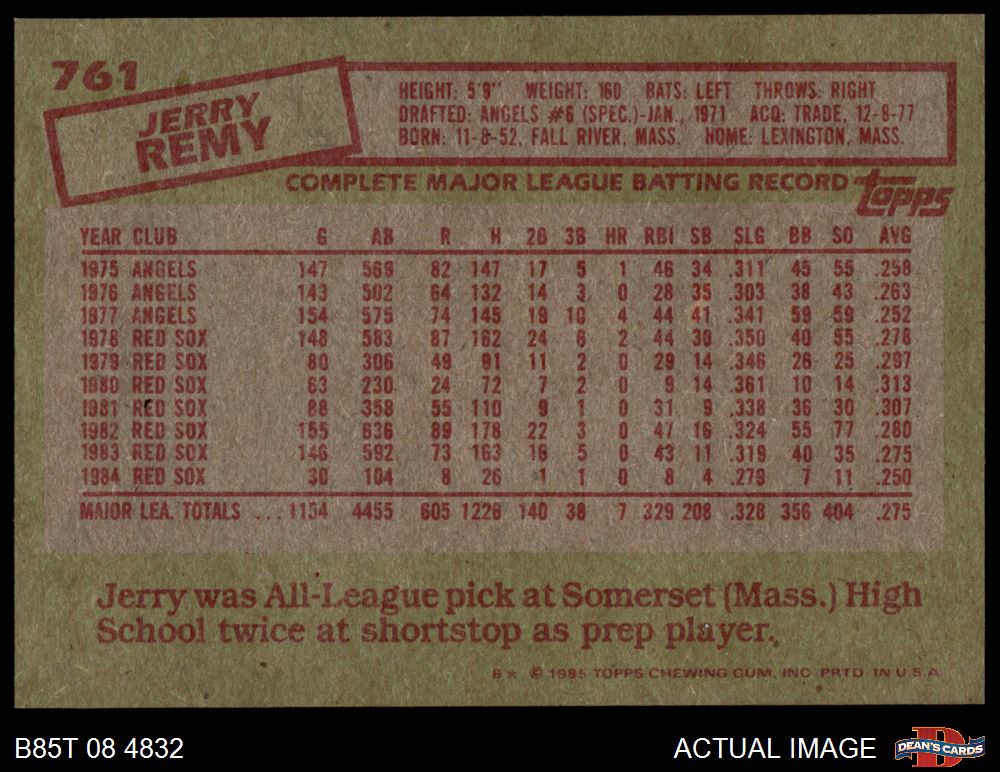 761
JERRY
REMY
HEIGHT: 5'9" WEIGHT: 160 BATS: LEFT THROWS: RIGHT
DRAFTED: ANGELS #6 (SPEC.)-JAN., 1971 ACQ: TRADE, 12-8-77
BORN: 11-8-52, FALL RIVER, MASS. HOME: LEXINGTON, MASS.
COMPLETE MAJOR LEAGUE BATTING RECORD topps
YEAR CLUB G AB R H 2B 3B HR RBI SB SLG BB SO AVG
1975 ANGELS 147 569 82 147 17 5 1 46 34 .311 45 55 .258
1976 ANGELS 143 502 64 132 14 3 0 28 35 .303 38 43 .263
1977 ANGELS 154 575 74 145 19 10 4 44 41 .341 59 59 .252
1978 RED SOX 148 583 87 162 24 6 2 44 30 .350 40 55 .278
1979 RED SOX 80 306 49 91 11 2 0 29 14 .346 26 25 .297
1980 RED SOX 63 230 24 72 7 2 0 9 14 .361 10 14 .313
1981 RED SOX 88 358 55 110 9 1 0 31 9 .338 36 30 .307
1982 RED SOX 155 636 89 178 22 3 0 47 16 .324 55 77 .280
1983 RED SOX 146 592 73 163 16 5 0 43 11 .319 40 35 .275
1984 RED SOX 30 104 8 26 1 1 0 8 4 .279 7 11 .250
MAJOR LEA. TOTALS ... 1154 4455 605 1226 140 38 7 329 208 .328 356 404 .275
Jerry was All-League pick at Somerset (Mass.) High
School twice at shortstop as prep player.
B* © 1985 TOPPS CHEWING GUM, INC. PRTD. IN U.S.A.
B85T 08 4832 ACTUAL IMAGE DEAN'S CARDS